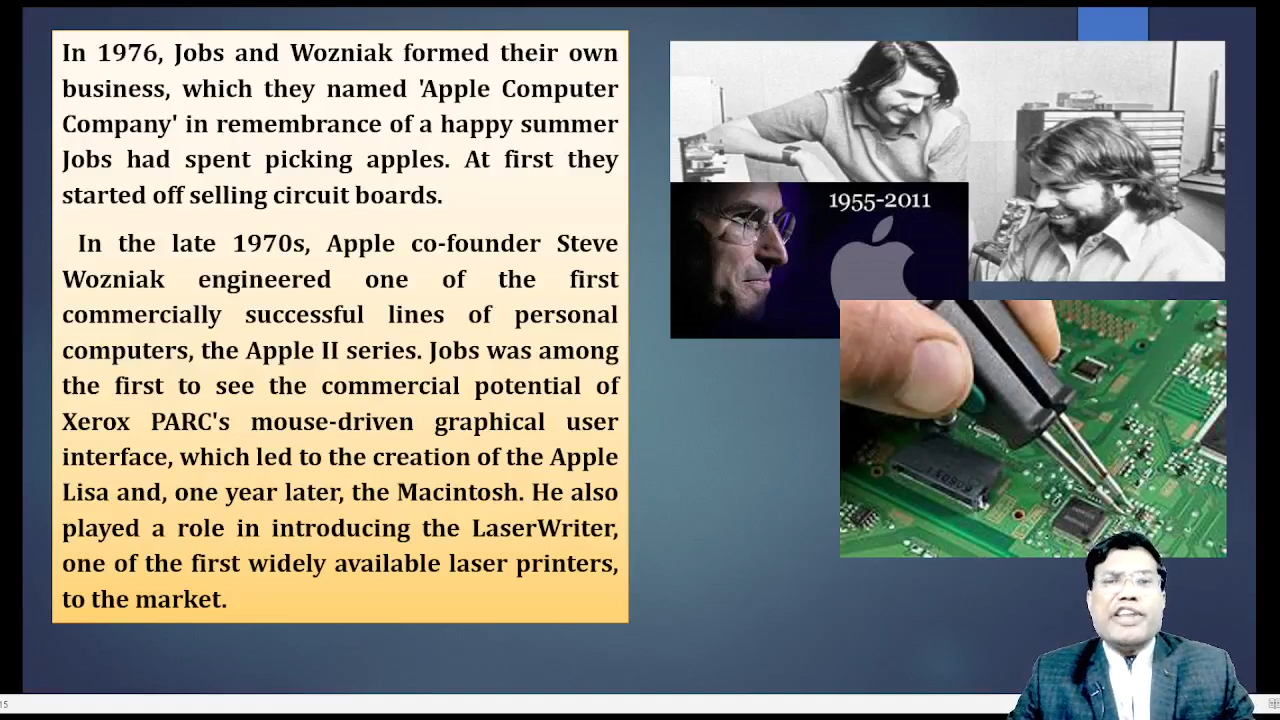 In 1976, Jobs and Wozniak formed their own
business, which they named 'Apple Computer
Company' in remembrance of a happy summer
Jobs had spent picking apples. At first they
started off selling circuit boards.
In the late 1970s, Apple co-founder Steve
Wozniak engineered one of the first
commercially successful lines of personal
computers, the Apple II series. Jobs was among
the first to see the commercial potential of
Xerox PARC's mouse-driven graphical user
interface, which led to the creation of the Apple
Lisa and, one year later, the Macintosh. He also
played a role in introducing the LaserWriter,
one of the first widely available laser printers,
to the market.
1955-2011
15